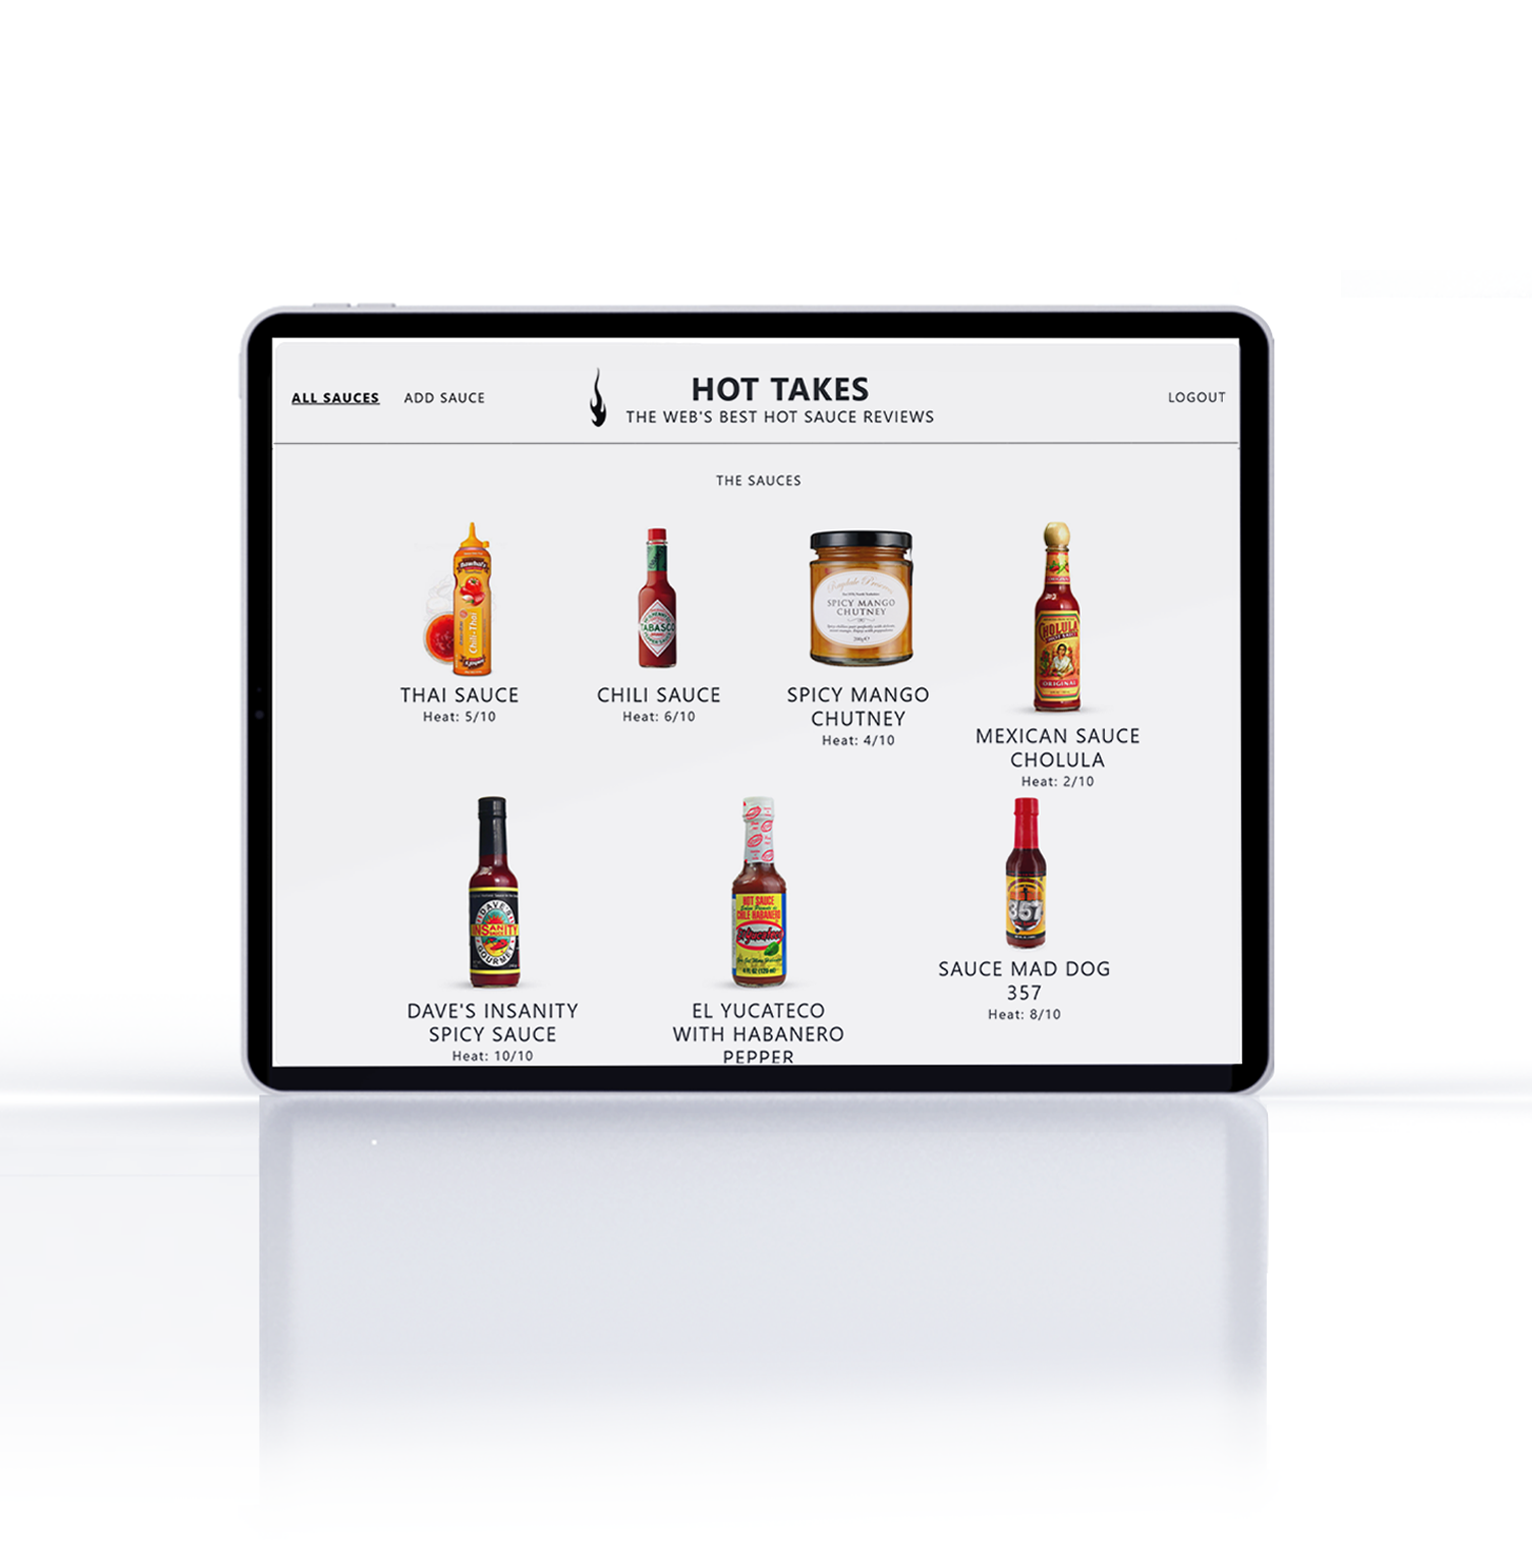 ALL SAUCES
ADD SAUCE
HOT TAKES
THE WEB'S BEST HOT SAUCE REVIEWS
LOGOUT
THE SAUCES
Chili-Thai
TABASCO
SPICY MANGO
CHUTNEY
CHOLULA
ORIGINAL
THAI SAUCE
Heat: 5/10
CHILI SAUCE
Heat: 6/10
SPICY MANGO
CHUTNEY
Heat: 4/10
MEXICAN SAUCE
CHOLULA
Heat: 2/10
DAVE'S
INSANITY
SAUCE
GOURMET
HOT SAUCE
CHILE HABANERO
El Yucateco
357
DAVE'S INSANITY
SPICY SAUCE
Heat: 10/10
EL YUCATECO
WITH HABANERO
PEPPER
SAUCE MAD DOG
357
Heat: 8/10